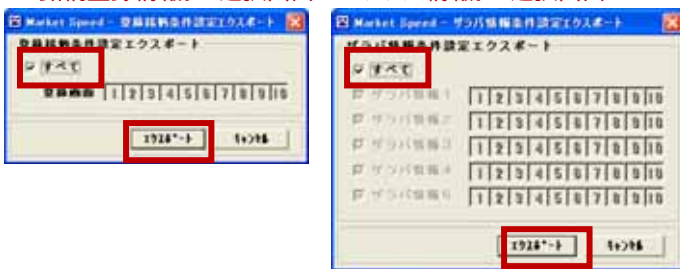 Market Speed - 登録銘柄条件設定エクスポート
登録銘柄条件設定エクスポート
すべて
登録画面 1 2 3 4 5 6 7 8 9 10
エクスポート キャンセル
Market Speed - ザラバ情報条件設定エクスポート
ザラバ情報条件設定エクスポート
すべて
ザラバ情報1 1 2 3 4 5 6 7 8 9 10
ザラバ情報2 1 2 3 4 5 6 7 8 9 10
ザラバ情報3 1 2 3 4 5 6 7 8 9 10
ザラバ情報4 1 2 3 4 5 6 7 8 9 10
ザラバ情報5 1 2 3 4 5 6 7 8 9 10
エクスポート キャンセル